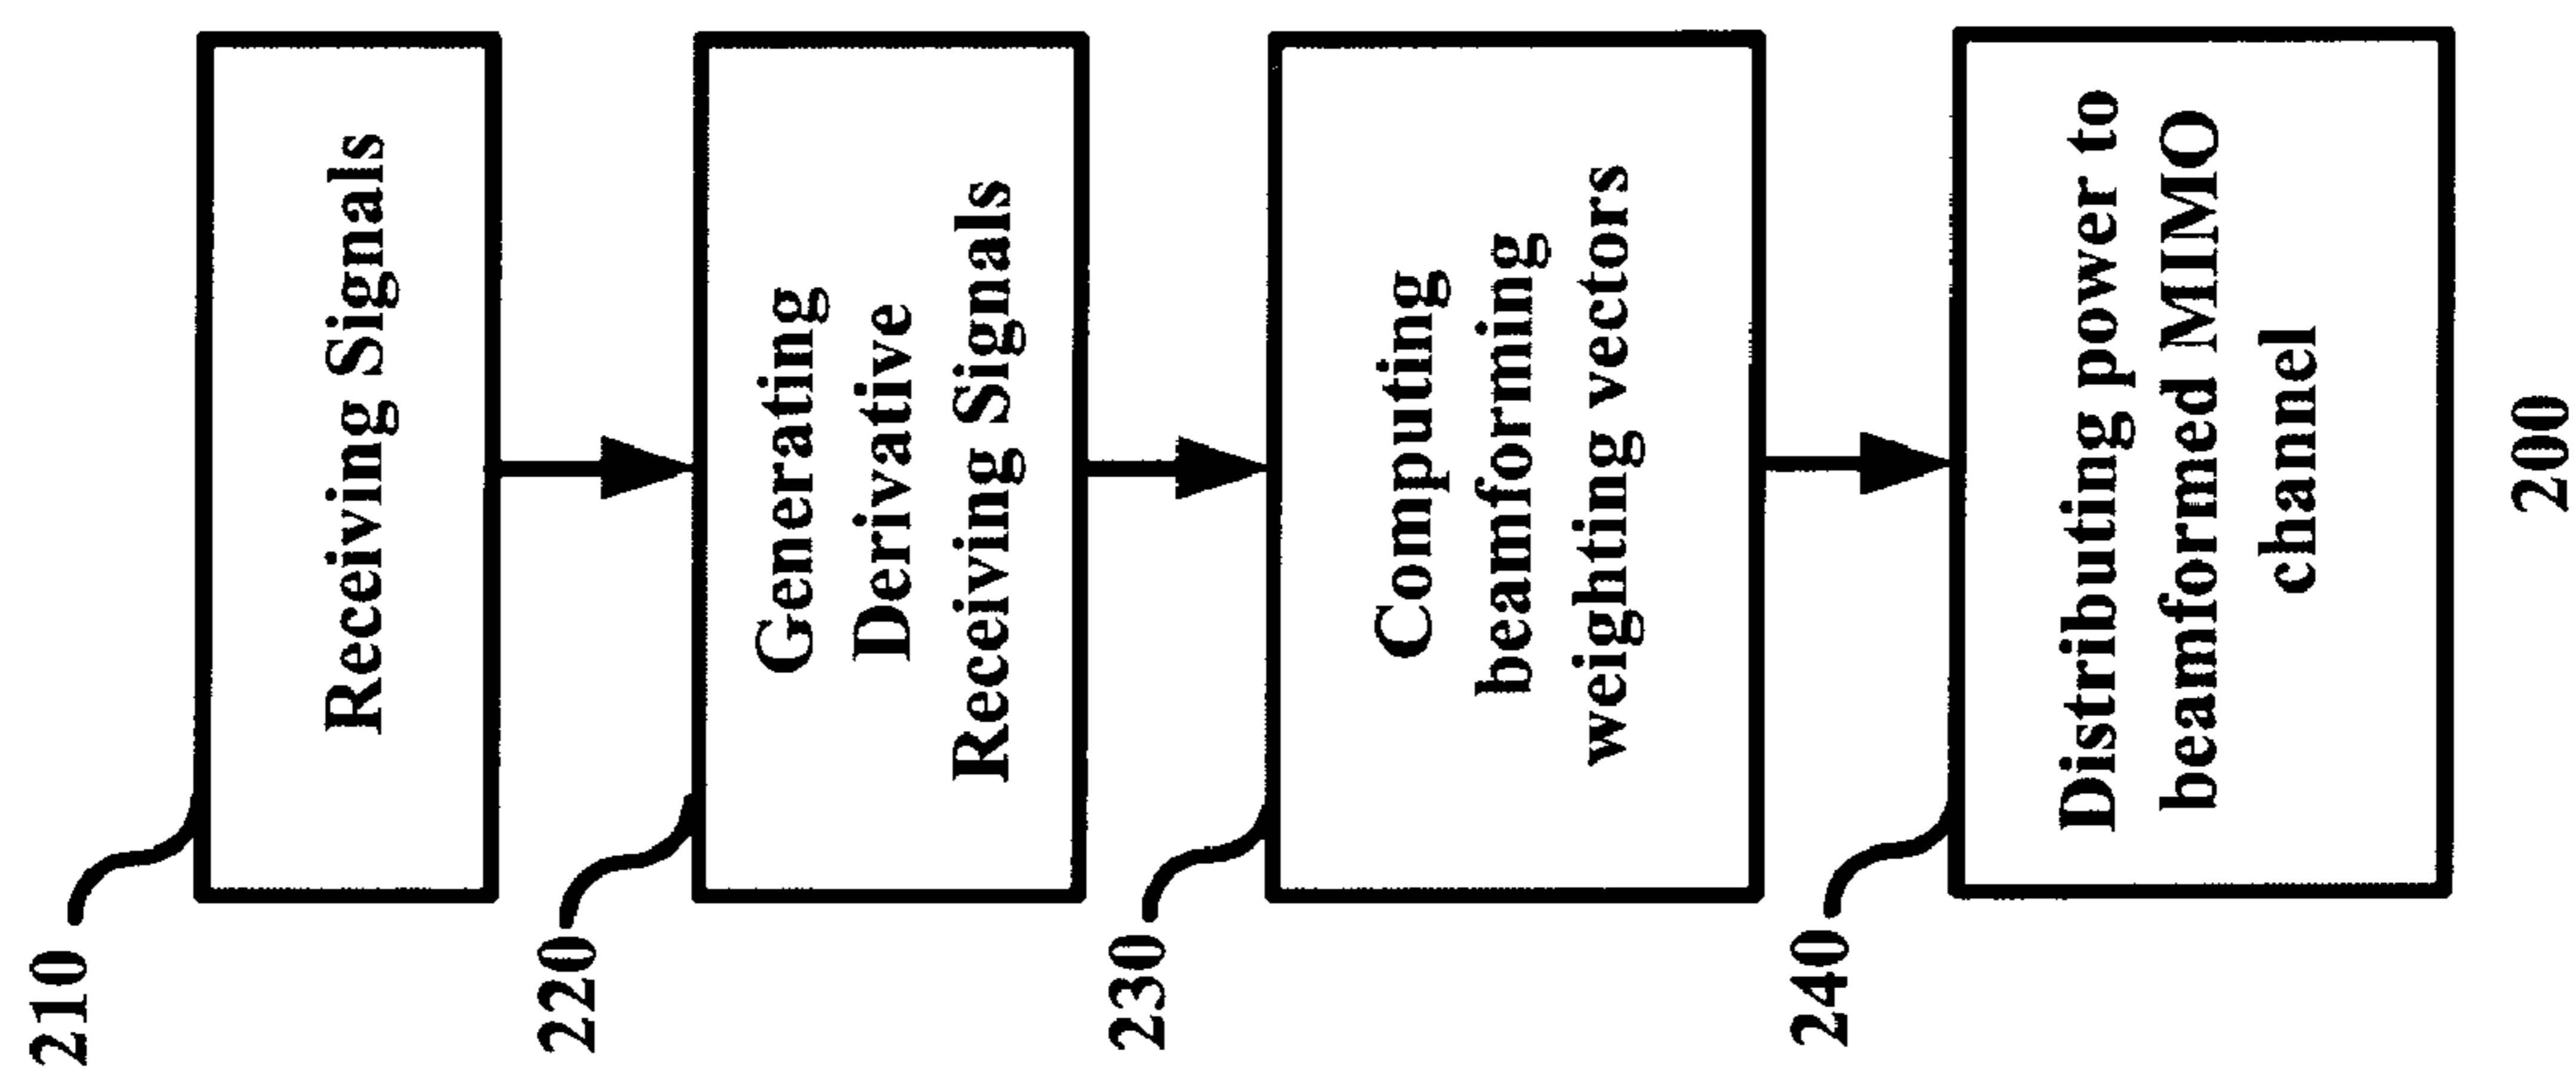 210
Receiving Signals
220
Generating
Derivative
Receiving Signals
230
Computing
beamforming
weighting vectors
240
Distributing power to
beamformed MIMO
channel
200